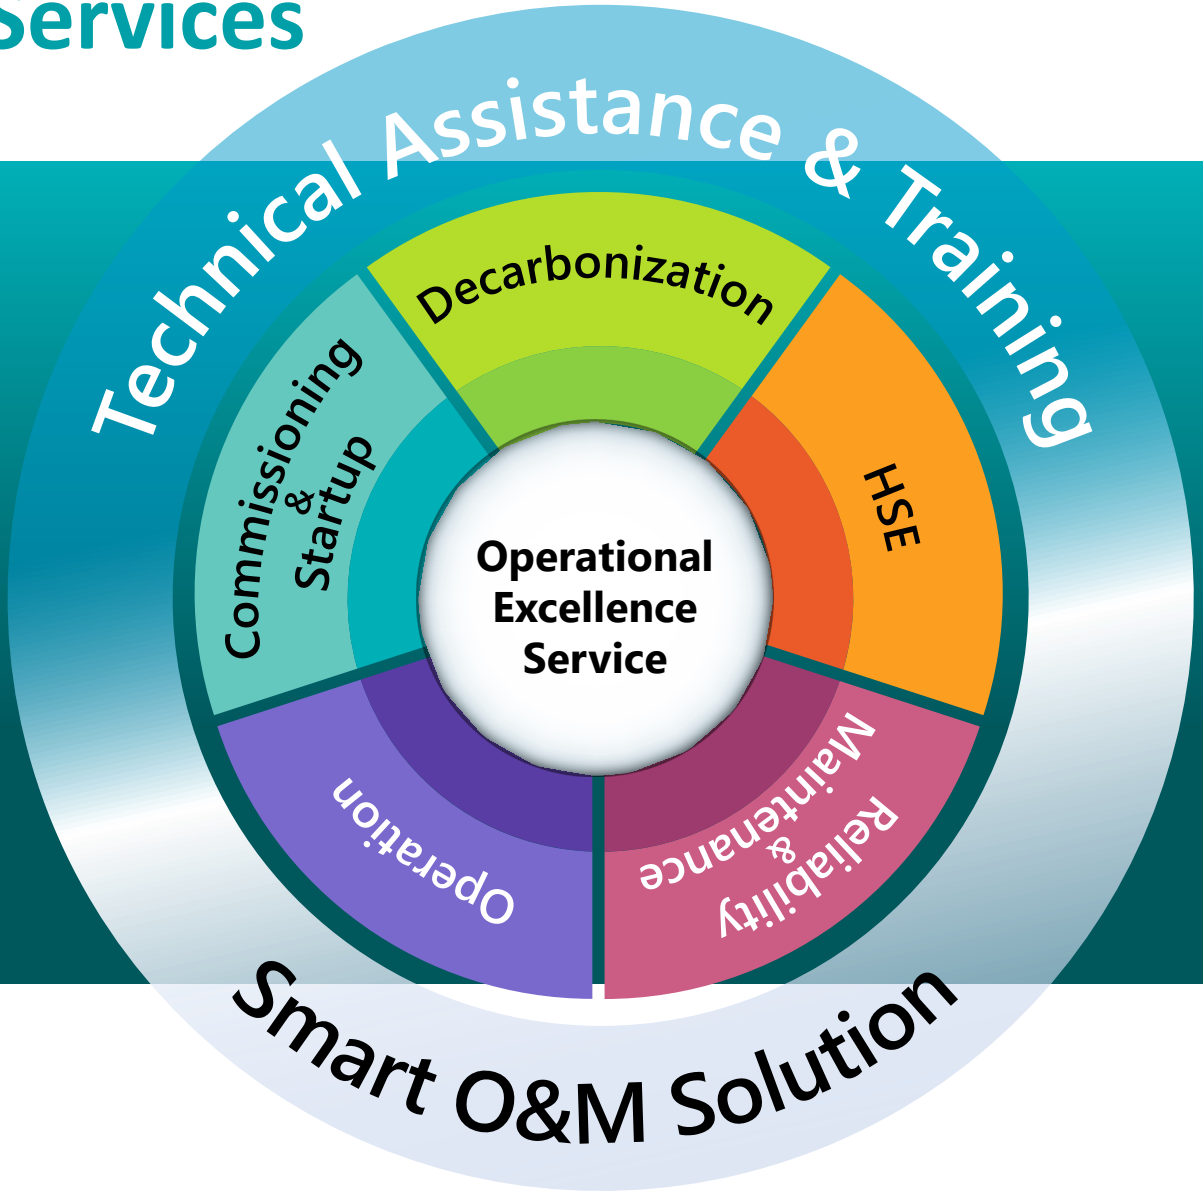 Services
Technical Assistance & Training
Decarbonization
HSE
Commissioning
&
Startup
Operational
Excellence
Service
Operation
Reliability
&
Maintenance
Smart O&M Solution